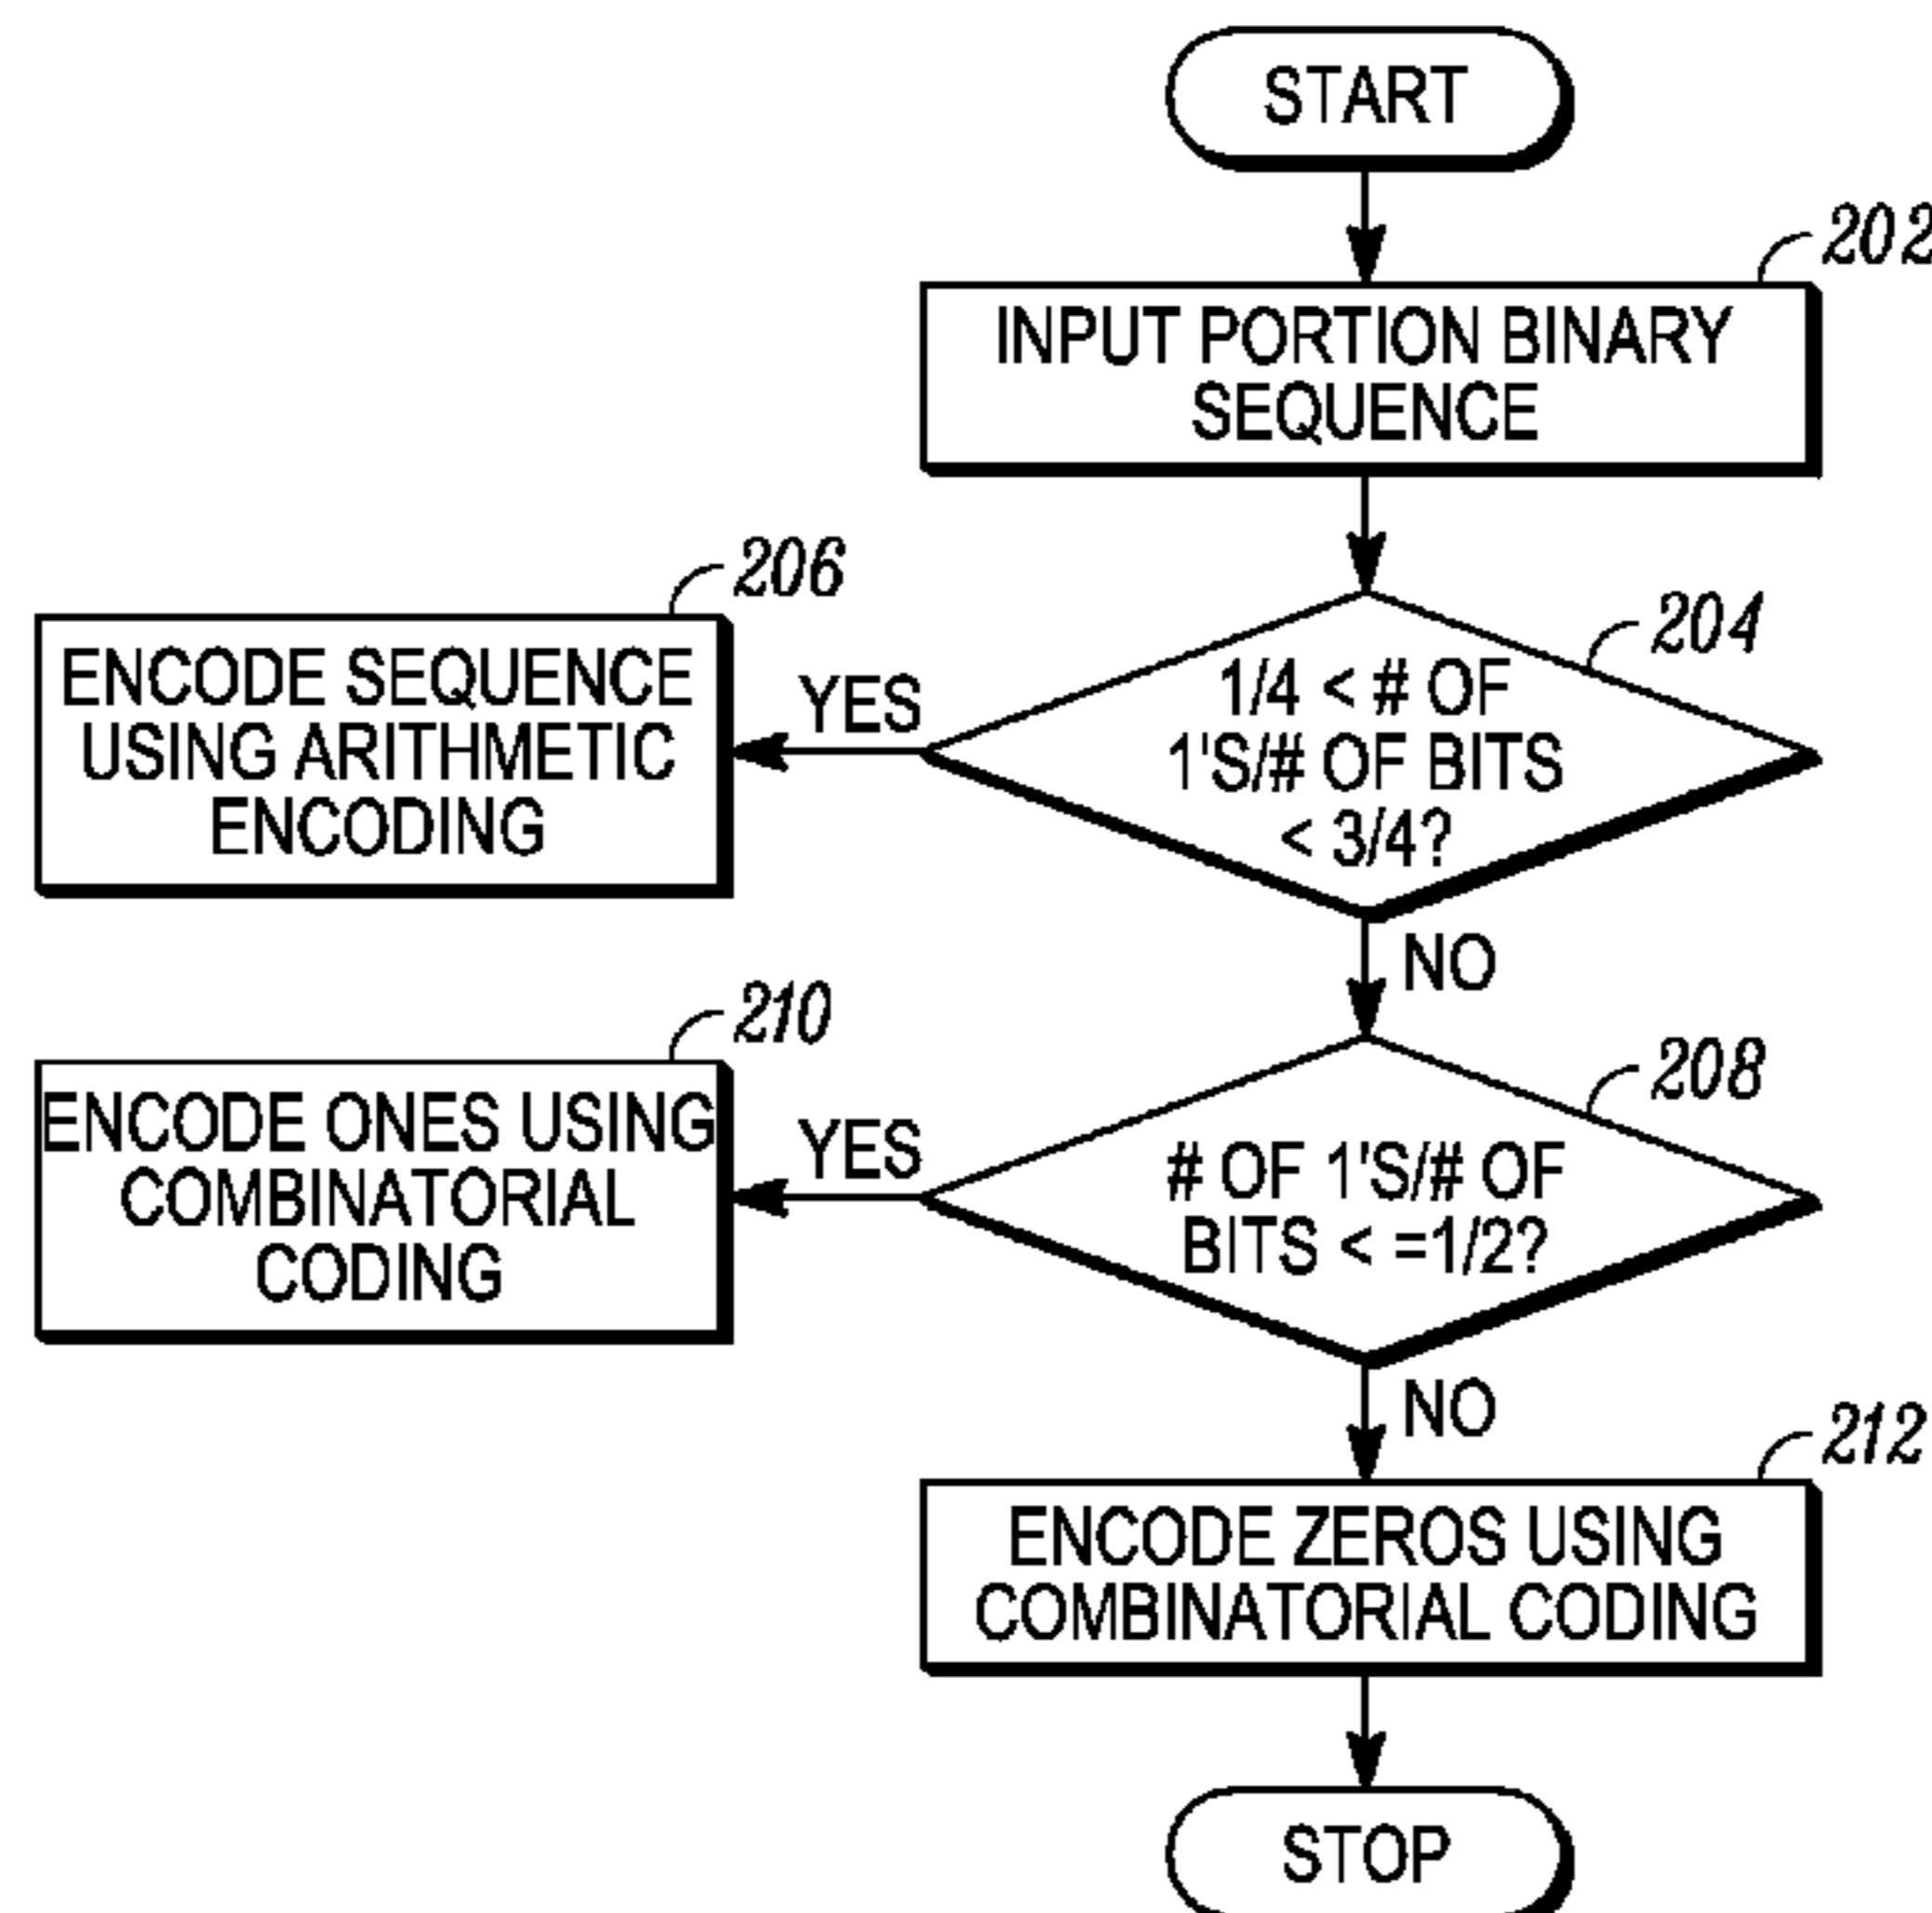 START
202
INPUT PORTION BINARY
SEQUENCE
206
ENCODE SEQUENCE
USING ARITHMETIC
ENCODING
YES
204
1/4 < # OF
1'S/# OF BITS
< 3/4?
NO
210
ENCODE ONES USING
COMBINATORIAL
CODING
YES
208
# OF 1'S/# OF
BITS < =1/2?
NO
212
ENCODE ZEROS USING
COMBINATORIAL CODING
STOP